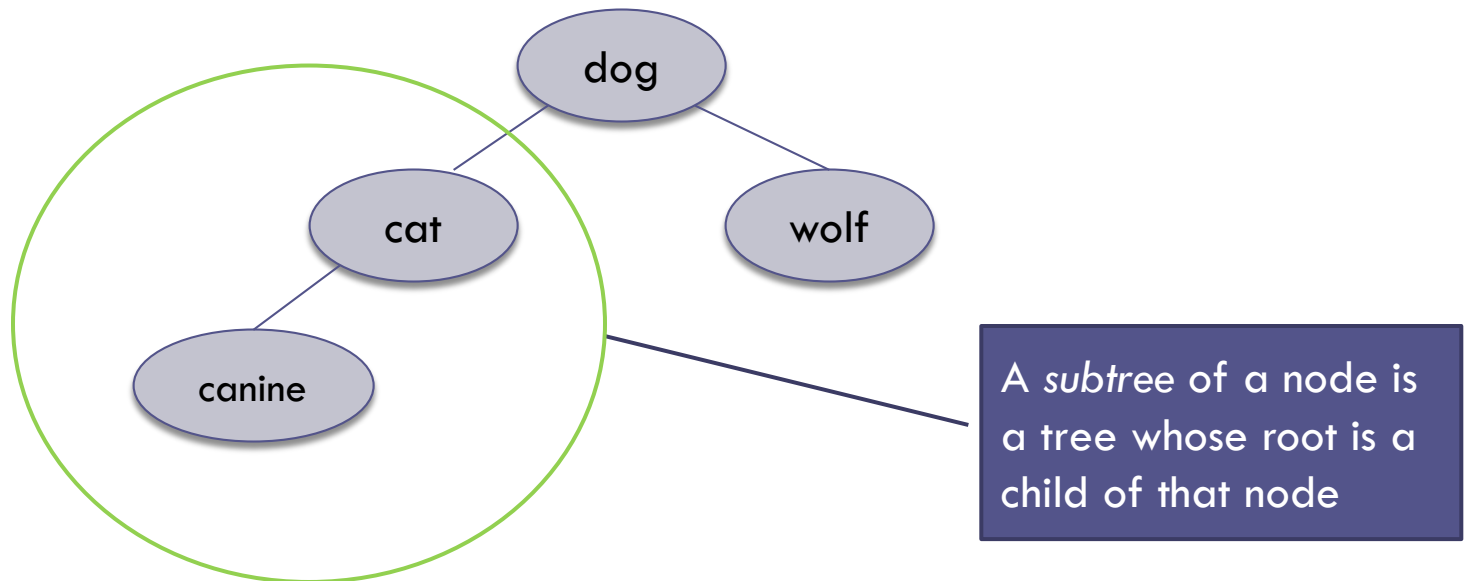 dog
cat
wolf
canine
A subtree of a node is
a tree whose root is a
child of that node